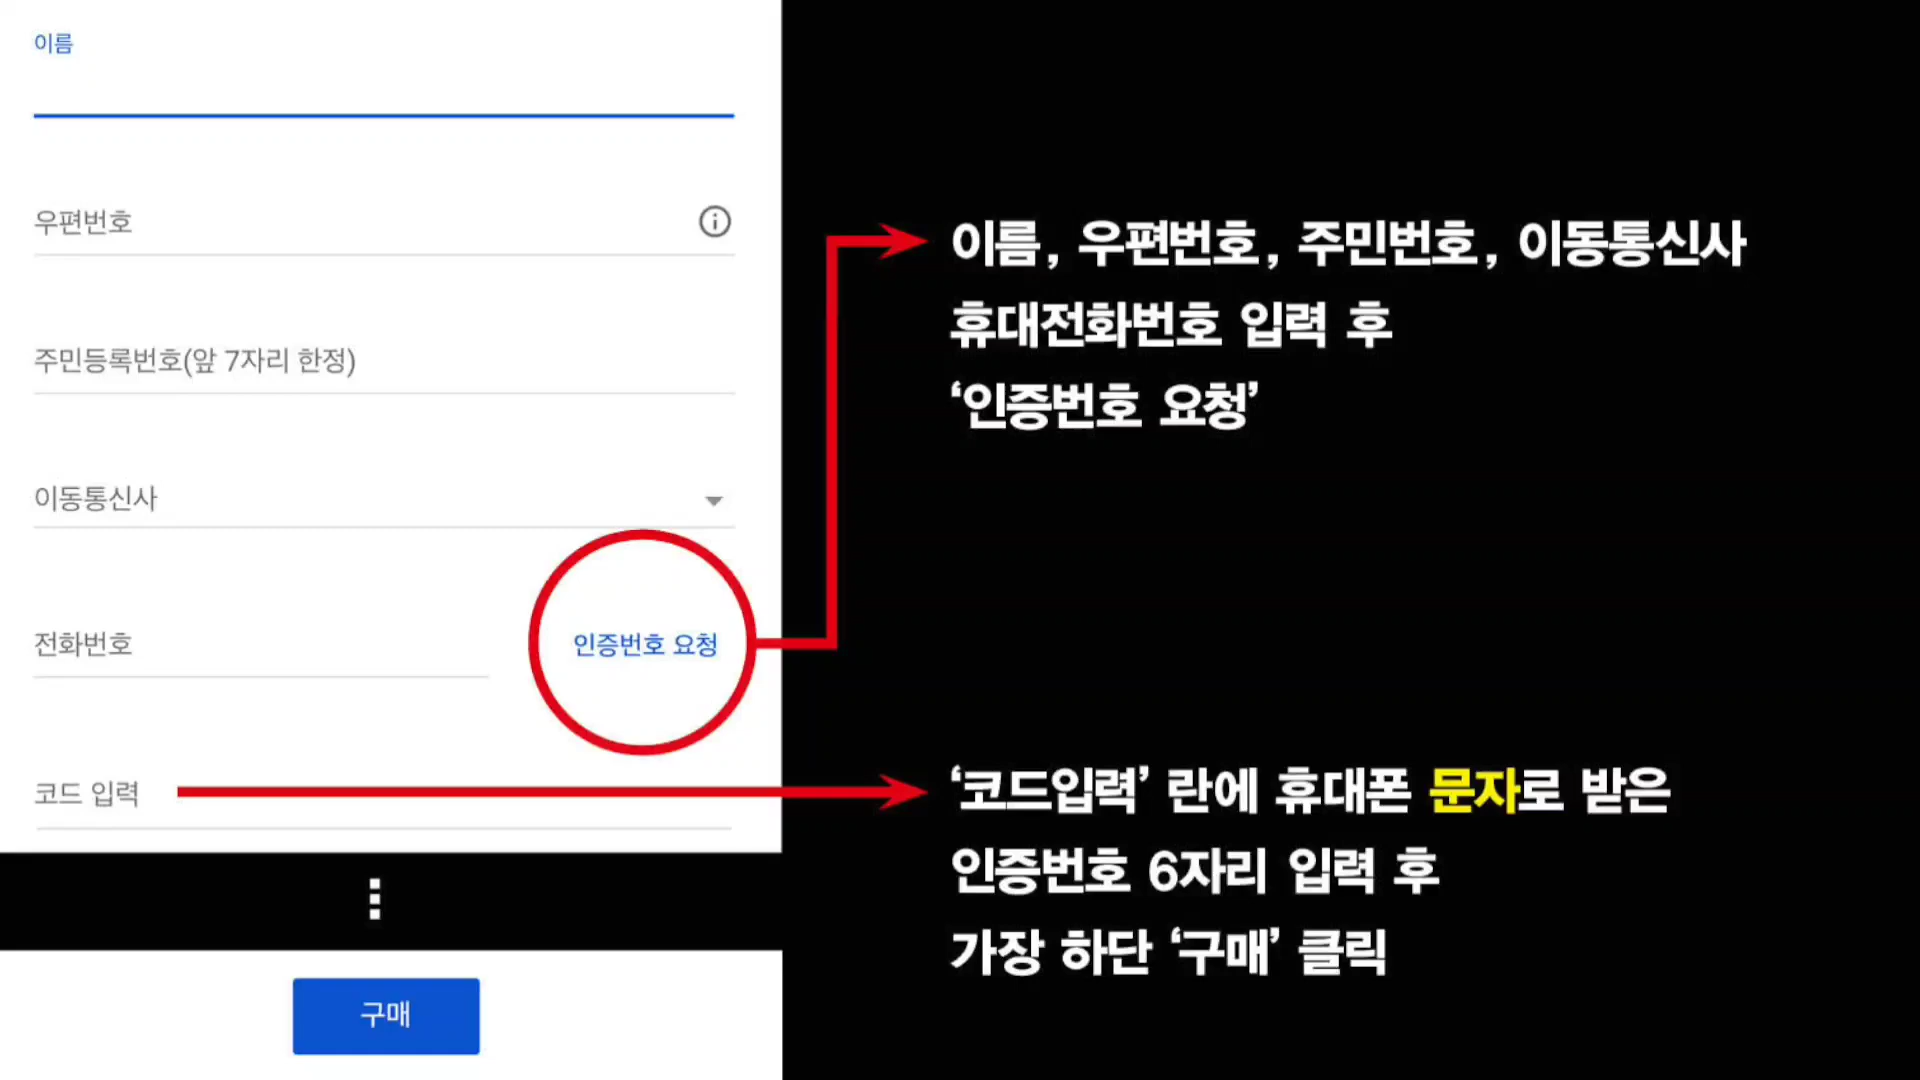 이름
우편번호
주민등록번호(앞 7자리 한정)
이동통신사
전화번호
인증번호 요청
코드 입력
구매
이름, 우편번호, 주민번호, 이동통신사
휴대전화번호 입력 후
‘인증번호 요청’
‘코드입력’ 란에 휴대폰 문자로 받은
인증번호 6자리 입력 후
가장 하단 ‘구매’ 클릭